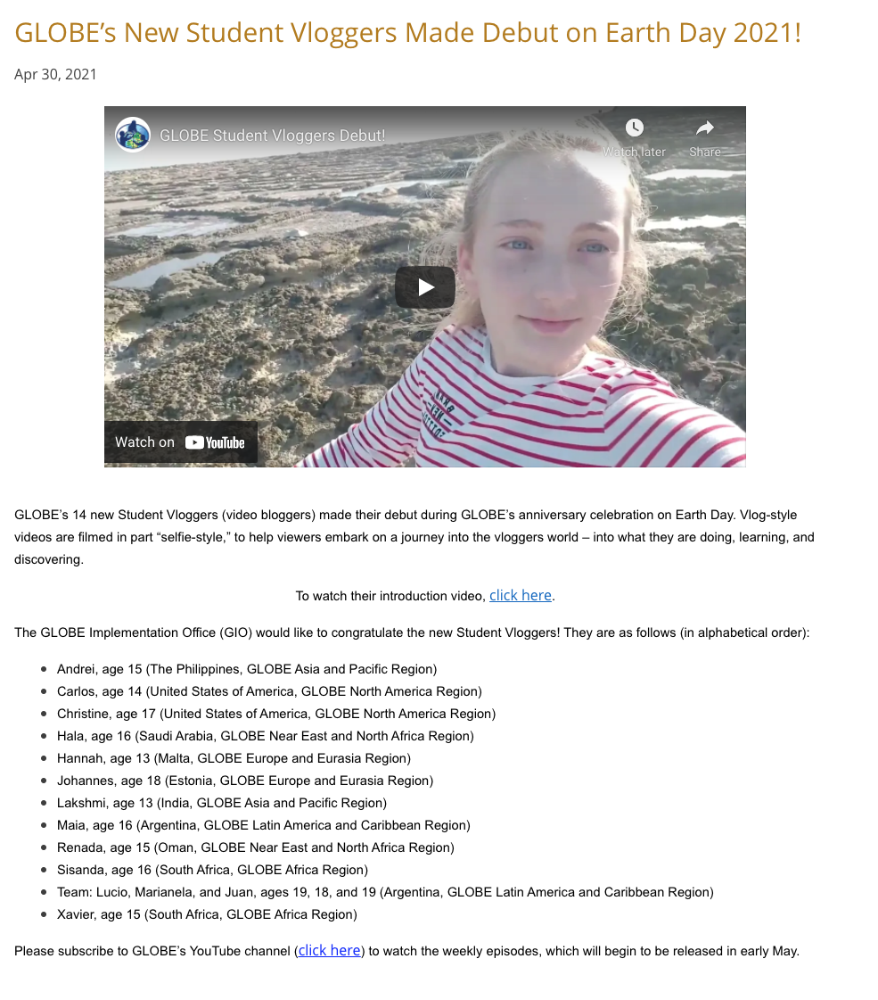 GLOBE’s New Student Vloggers Made Debut on Earth Day 2021!
Apr 30, 2021
GLOBE Student Vloggers Debut!
Watch later
Share
Watch on YouTube
GLOBE’s 14 new Student Vloggers (video bloggers) made their debut during GLOBE’s anniversary celebration on Earth Day. Vlog-style
videos are filmed in part “selfie-style,” to help viewers embark on a journey into the vloggers world – into what they are doing, learning, and
discovering.
To watch their introduction video, click here.
The GLOBE Implementation Office (GIO) would like to congratulate the new Student Vloggers! They are as follows (in alphabetical order):
Andrei, age 15 (The Philippines, GLOBE Asia and Pacific Region)
Carlos, age 14 (United States of America, GLOBE North America Region)
Christine, age 17 (United States of America, GLOBE North America Region)
Hala, age 16 (Saudi Arabia, GLOBE Near East and North Africa Region)
Hannah, age 13 (Malta, GLOBE Europe and Eurasia Region)
Johannes, age 18 (Estonia, GLOBE Europe and Eurasia Region)
Lakshmi, age 13 (India, GLOBE Asia and Pacific Region)
Maia, age 16 (Argentina, GLOBE Latin America and Caribbean Region)
Renada, age 15 (Oman, GLOBE Near East and North Africa Region)
Sisanda, age 16 (South Africa, GLOBE Africa Region)
Team: Lucio, Marianela, and Juan, ages 19, 18, and 19 (Argentina, GLOBE Latin America and Caribbean Region)
Xavier, age 15 (South Africa, GLOBE Africa Region)
Please subscribe to GLOBE’s YouTube channel (click here) to watch the weekly episodes, which will begin to be released in early May.